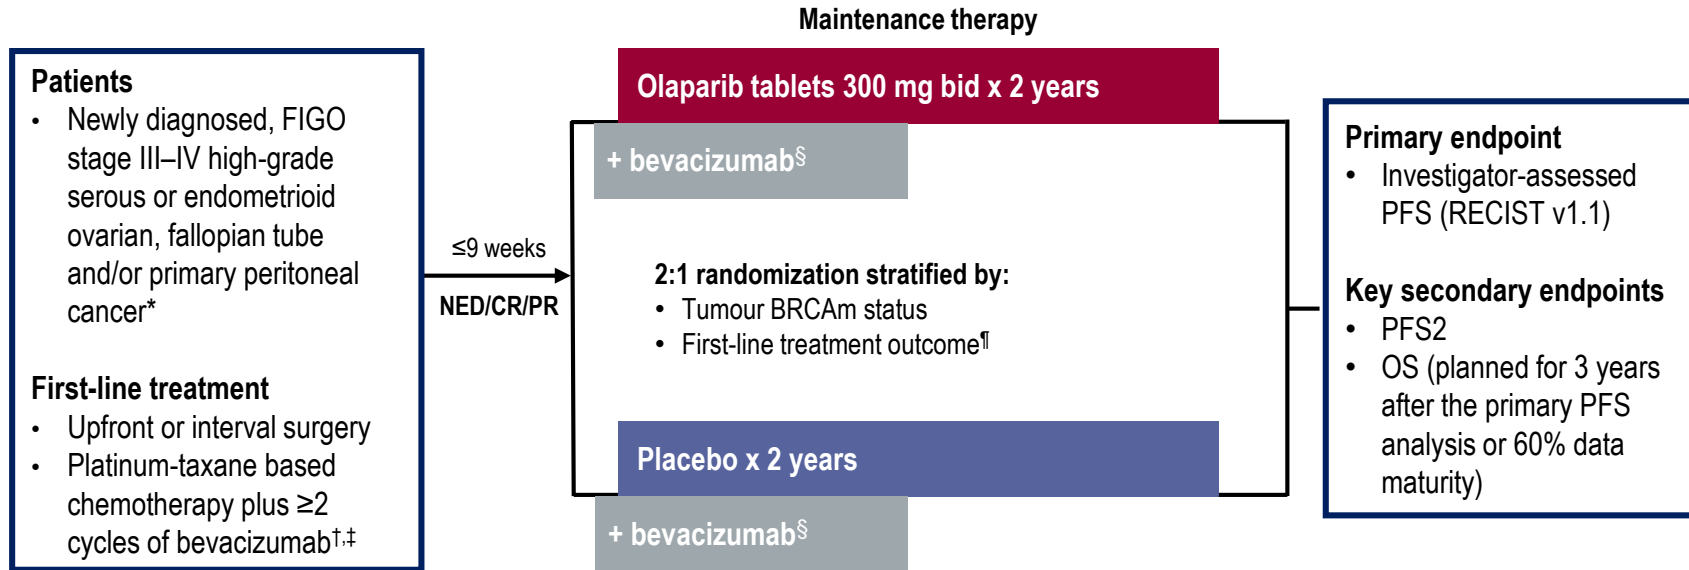 Maintenance therapy
Patients
• Newly diagnosed, FIGO
stage III–IV high-grade
serous or endometrioid
ovarian, fallopian tube
and/or primary peritoneal
cancer*
First-line treatment
• Upfront or interval surgery
• Platinum-taxane based
chemotherapy plus ≥2
cycles of bevacizumab†,‡
≤9 weeks
NED/CR/PR
Olaparib tablets 300 mg bid x 2 years
+ bevacizumab§
2:1 randomization stratified by:
• Tumour BRCAm status
• First-line treatment outcome¶
Placebo x 2 years
+ bevacizumab§
Primary endpoint
• Investigator-assessed
PFS (RECIST v1.1)
Key secondary endpoints
• PFS2
• OS (planned for 3 years
after the primary PFS
analysis or 60% data
maturity)